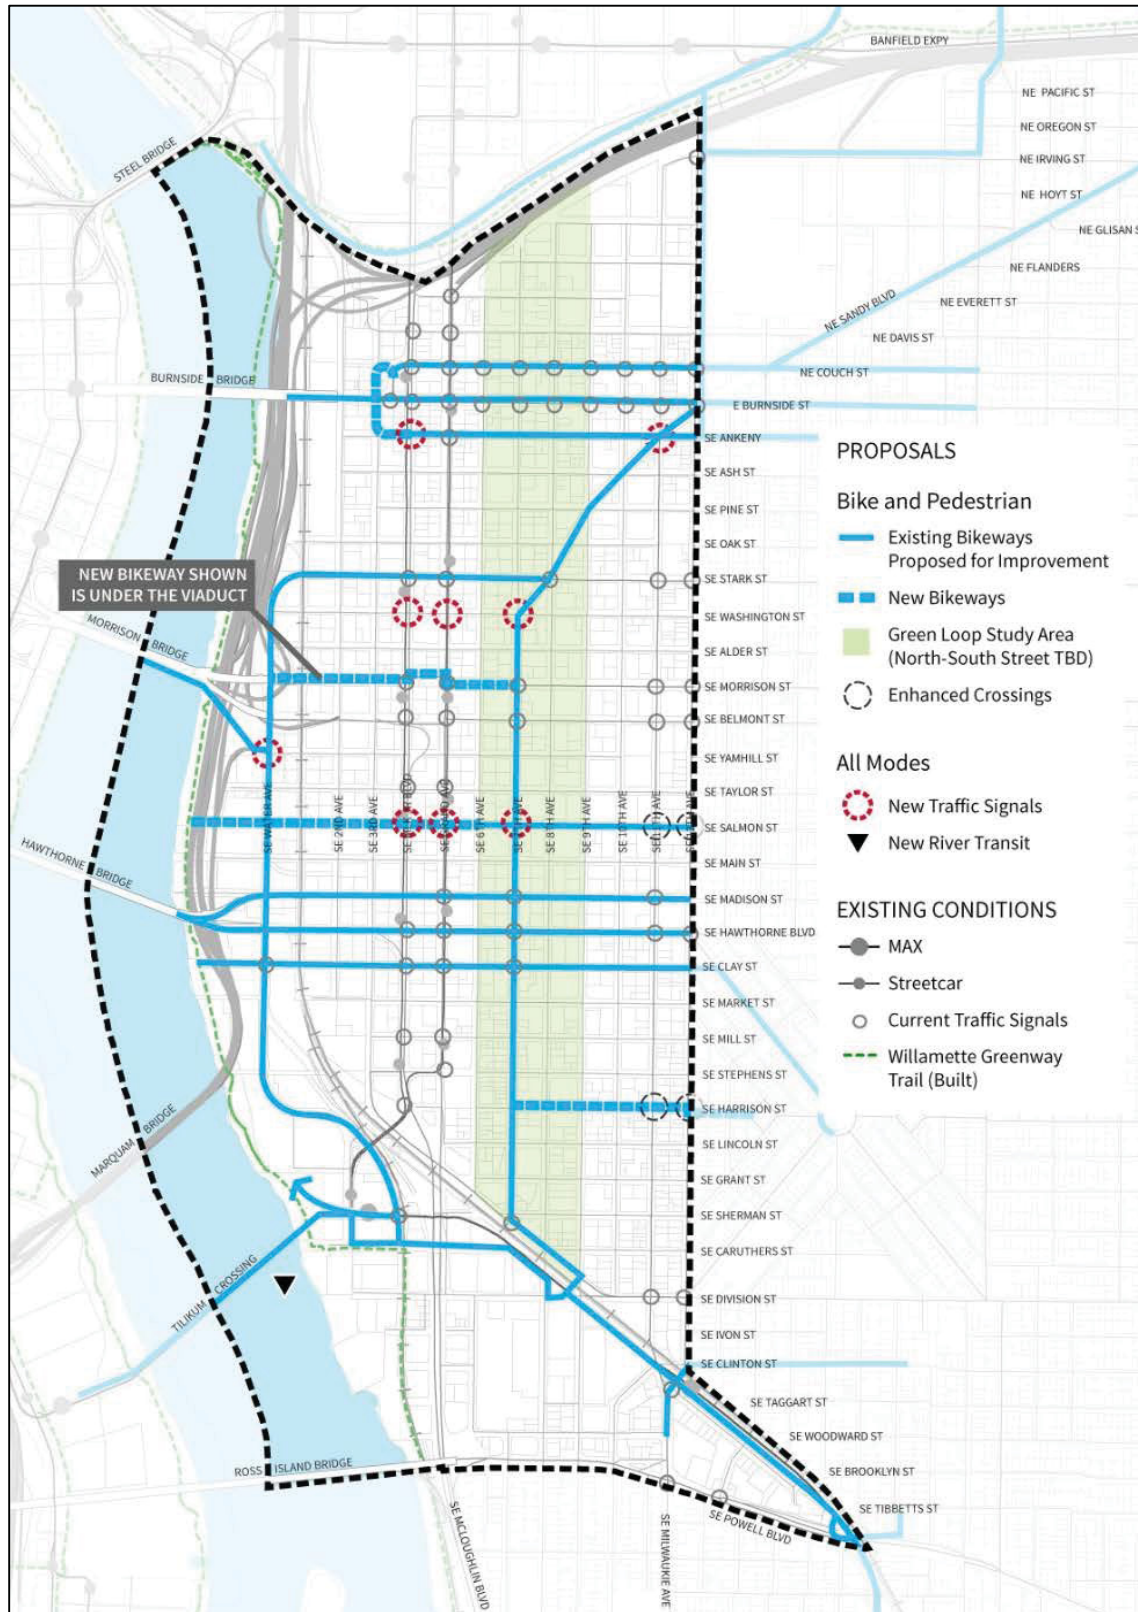 BANFIELD EXPY
NE PACIFIC ST
NE OREGON ST
STEEL BRIDGE
NE IRVING ST
NE HOYT ST
NE GLISAN S
NE FLANDERS
NE SANDY BLVD
NE EVERETT ST
NE DAVIS ST
BURNSIDE BRIDGE
NE COUCH ST
E BURNSIDE ST
SE ANKENY
SE ASH ST
SE PINE ST
SE OAK ST
SE STARK ST
SE WASHINGTON ST
SE ALDER ST
SE MORRISON ST
SE BELMONT ST
SE YAMHILL ST
SE TAYLOR ST
SE SALMON ST
SE MAIN ST
SE MADISON ST
SE HAWTHORNE BLVD
SE CLAY ST
SE MARKET ST
SE MILL ST
SE STEPHENS ST
SE HARRISON ST
SE LINCOLN ST
SE GRANT ST
SE SHERMAN ST
SE CARUTHERS ST
SE DIVISION ST
SE IVON ST
SE CLINTON ST
SE TAGGART ST
SE WOODWARD ST
SE BROOKLYN ST
SE TIBBETTS ST
NEW BIKEWAY SHOWN
IS UNDER THE VIADUCT
MORRISON BRIDGE
SE WATER AVE
SE 2ND AVE
SE 3RD AVE
SE 6TH AVE
SE 8TH AVE
SE 9TH AVE
SE 10TH AVE
HAWTHORNE BRIDGE
MARQUAM BRIDGE
TILIKUM CROSSING
ROSS ISLAND BRIDGE
SE MCLOUGHLIN BLVD
SE MILWAUKIE AVE
SE POWELL BLVD
PROPOSALS
Bike and Pedestrian
Existing Bikeways
Proposed for Improvement
New Bikeways
Green Loop Study Area
(North-South Street TBD)
Enhanced Crossings
All Modes
New Traffic Signals
New River Transit
EXISTING CONDITIONS
MAX
Streetcar
Current Traffic Signals
Willamette Greenway
Trail (Built)